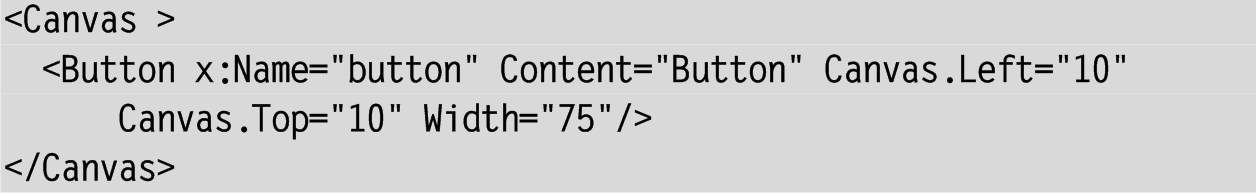 <Canvas >
  <Button x:Name="button" Content="Button" Canvas.Left="10"
      Canvas.Top="10" Width="75"/>
</Canvas>